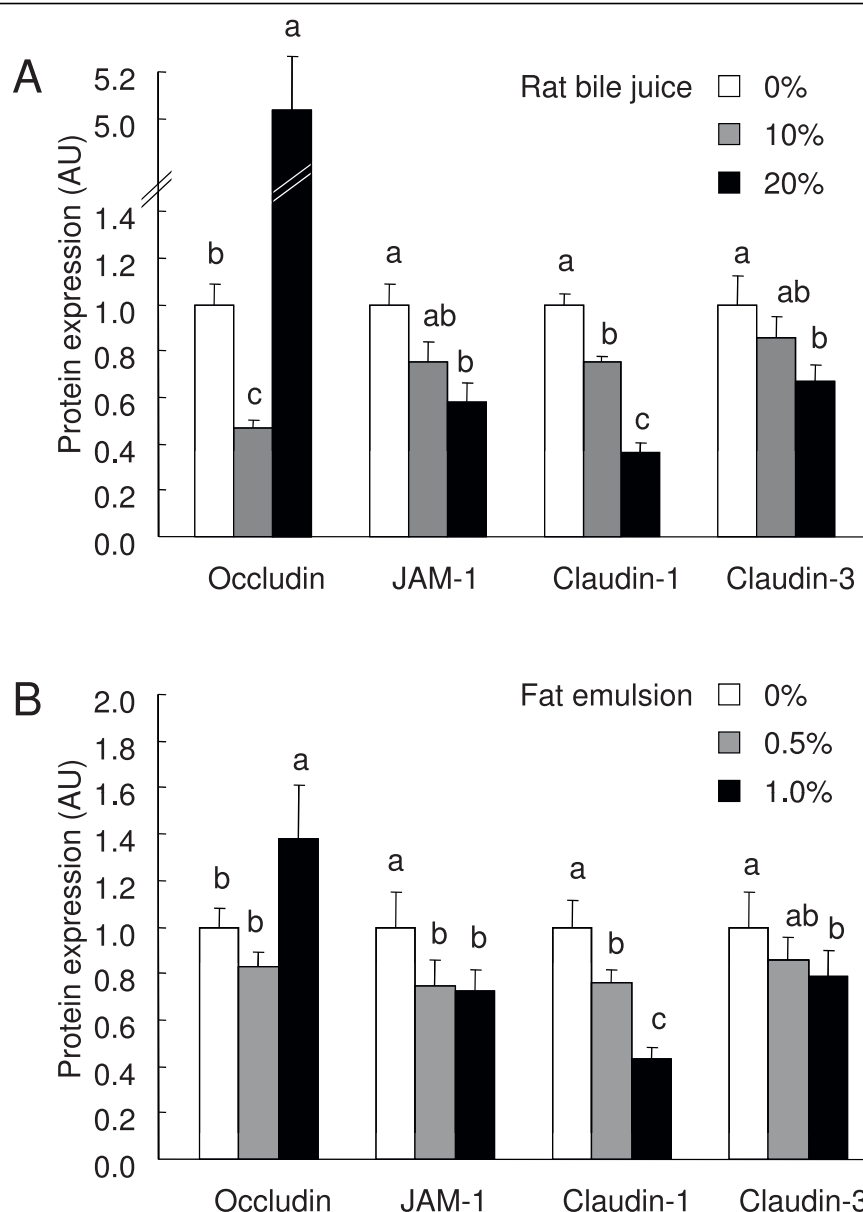 A
Rat bile juice
0%
10%
20%
Protein expression (AU)
5.2
5.0
1.4
1.2
1.0
0.8
0.6
0.4
0.2
0.0
b c a
a ab b
a b c
a ab b
Occludin JAM-1 Claudin-1 Claudin-3
B
Fat emulsion
0%
0.5%
1.0%
Protein expression (AU)
2.0
1.8
1.6
1.4
1.2
1.0
0.8
0.6
0.4
0.2
0.0
b b a
a b b
a b c
a ab b
Occludin JAM-1 Claudin-1 Claudin-3